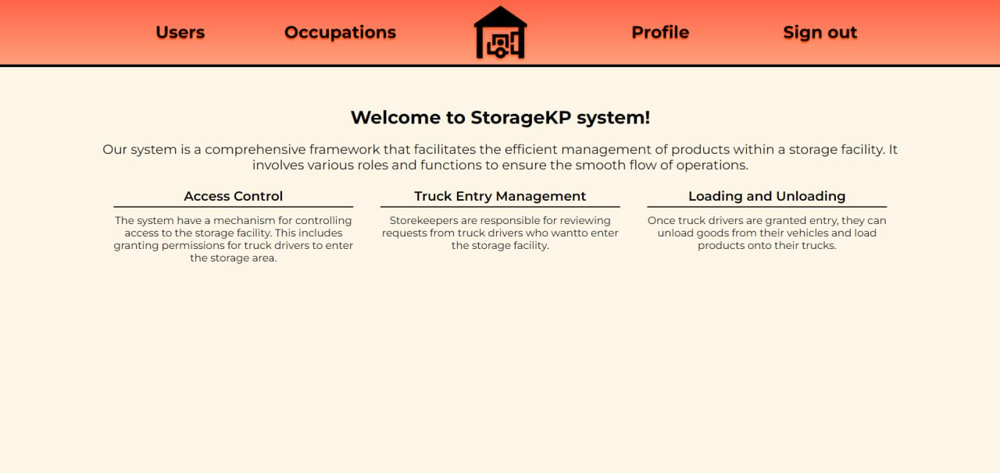 Users
Occupations
Profile
Sign out
Welcome to StorageKP system!
Our system is a comprehensive framework that facilitates the efficient management of products within a storage facility. It
involves various roles and functions to ensure the smooth flow of operations.
Access Control
The system have a mechanism for controlling
access to the storage facility. This includes
granting permissions for truck drivers to enter
the storage area.
Truck Entry Management
Storekeepers are responsible for reviewing
requests from truck drivers who wantto enter
the storage facility.
Loading and Unloading
Once truck drivers are granted entry, they can
unload goods from their vehicles and load
products onto their trucks.